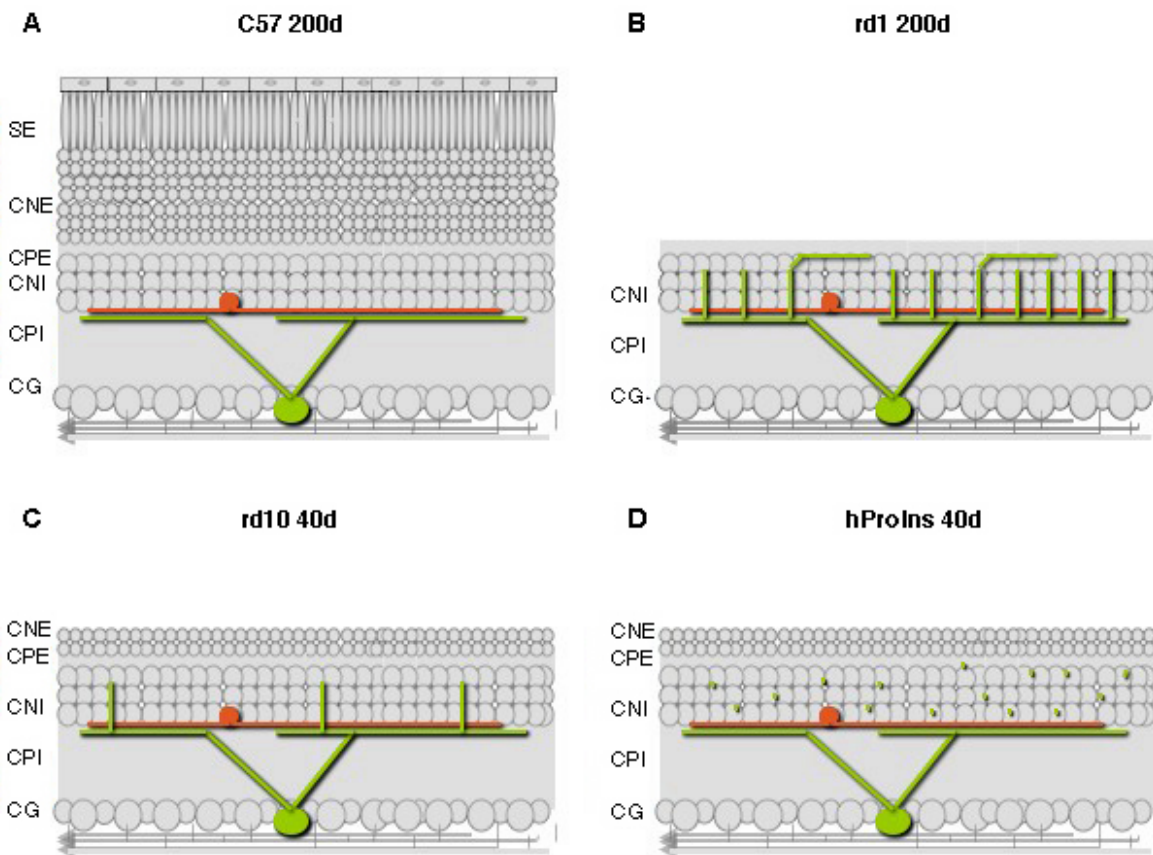 A C57 200d
SE
CNE
CPE
CNI
CPI
CG
B rd1 200d
CNI
CPI
CG-
C rd10 40d
CNE
CPE
CNI
CPI
CG
D hProIns 40d
CNE
CPE
CNI
CPI
CG